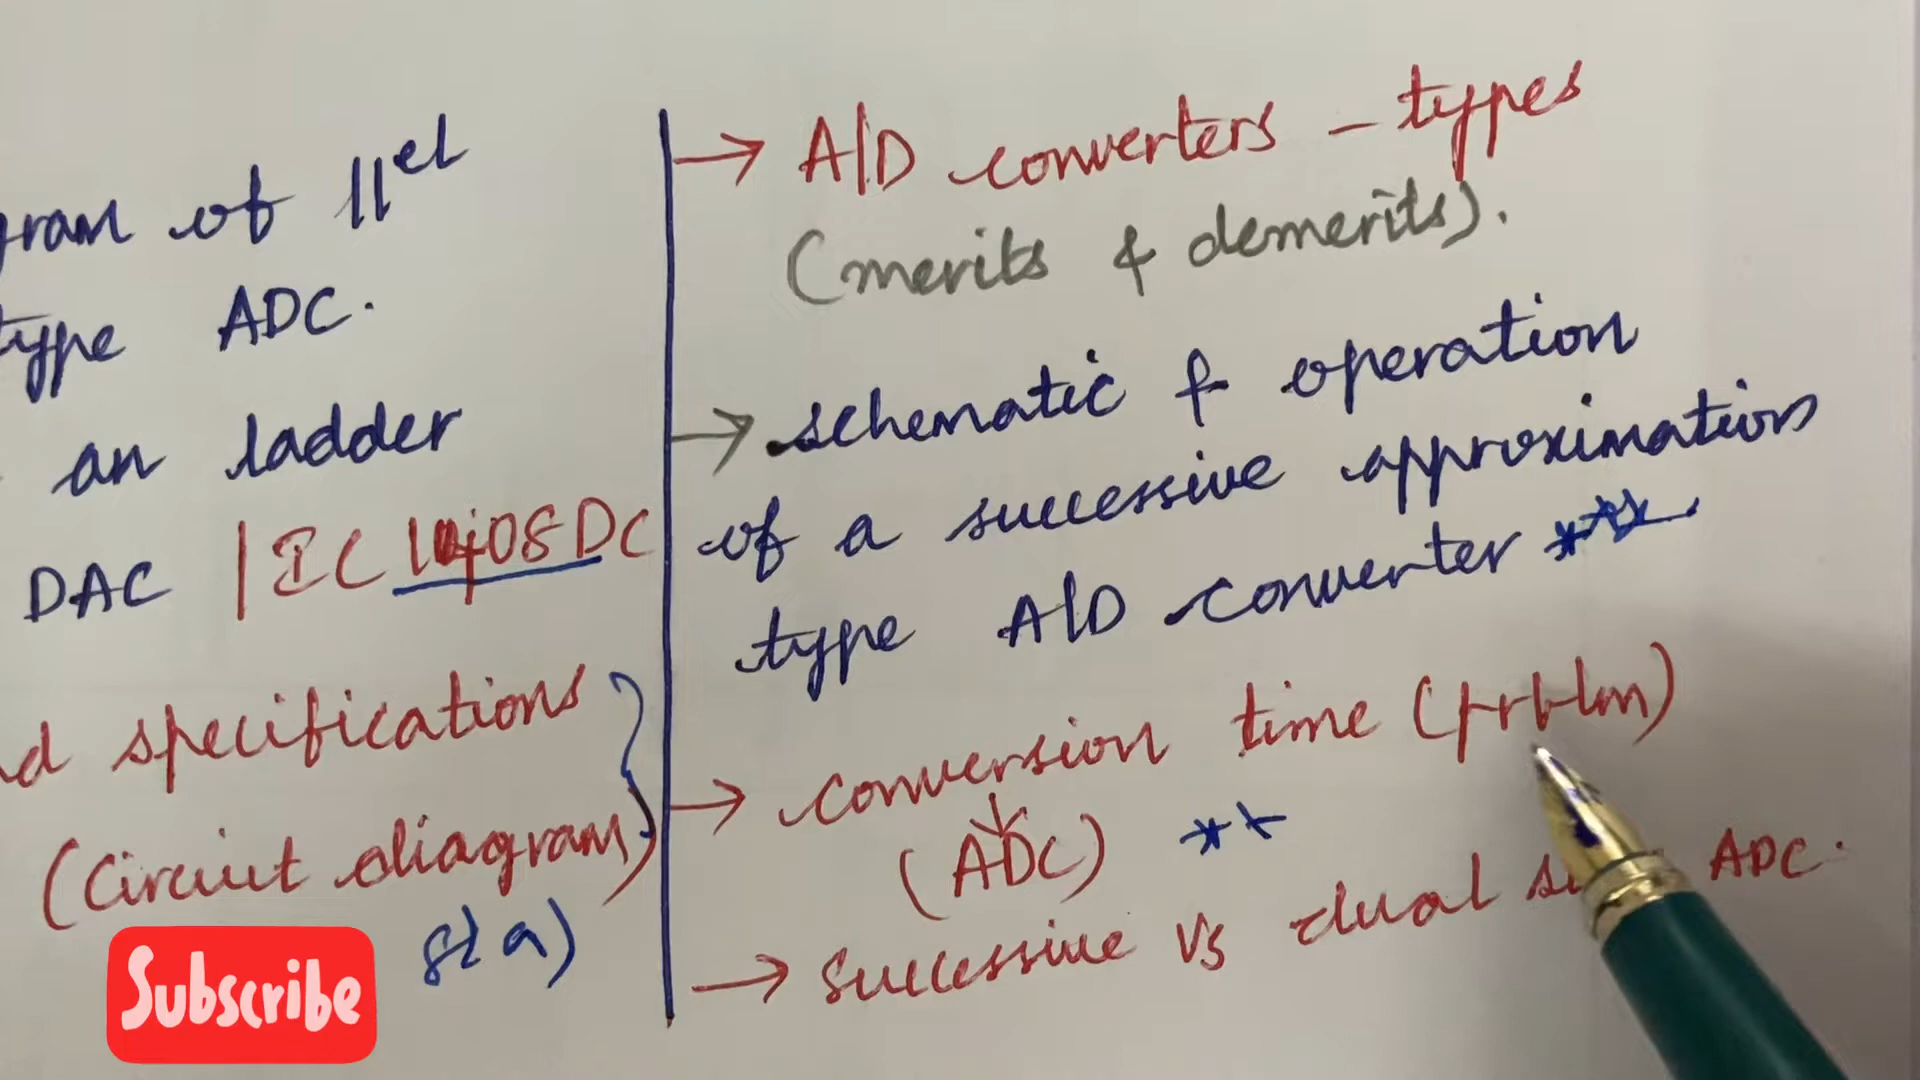 gram of ||el
type ADC.
an ladder
DAC | IC 1408DC
nd specifications
(Circuit diagram)
Subscribe
→ A/D converters - types
(merits & demerits).
→ schematic & operation
of a successive approximation
type A/D converter ***
→ conversion time (prblm)
(ADC) **
→ Successive Vs dual ADC.